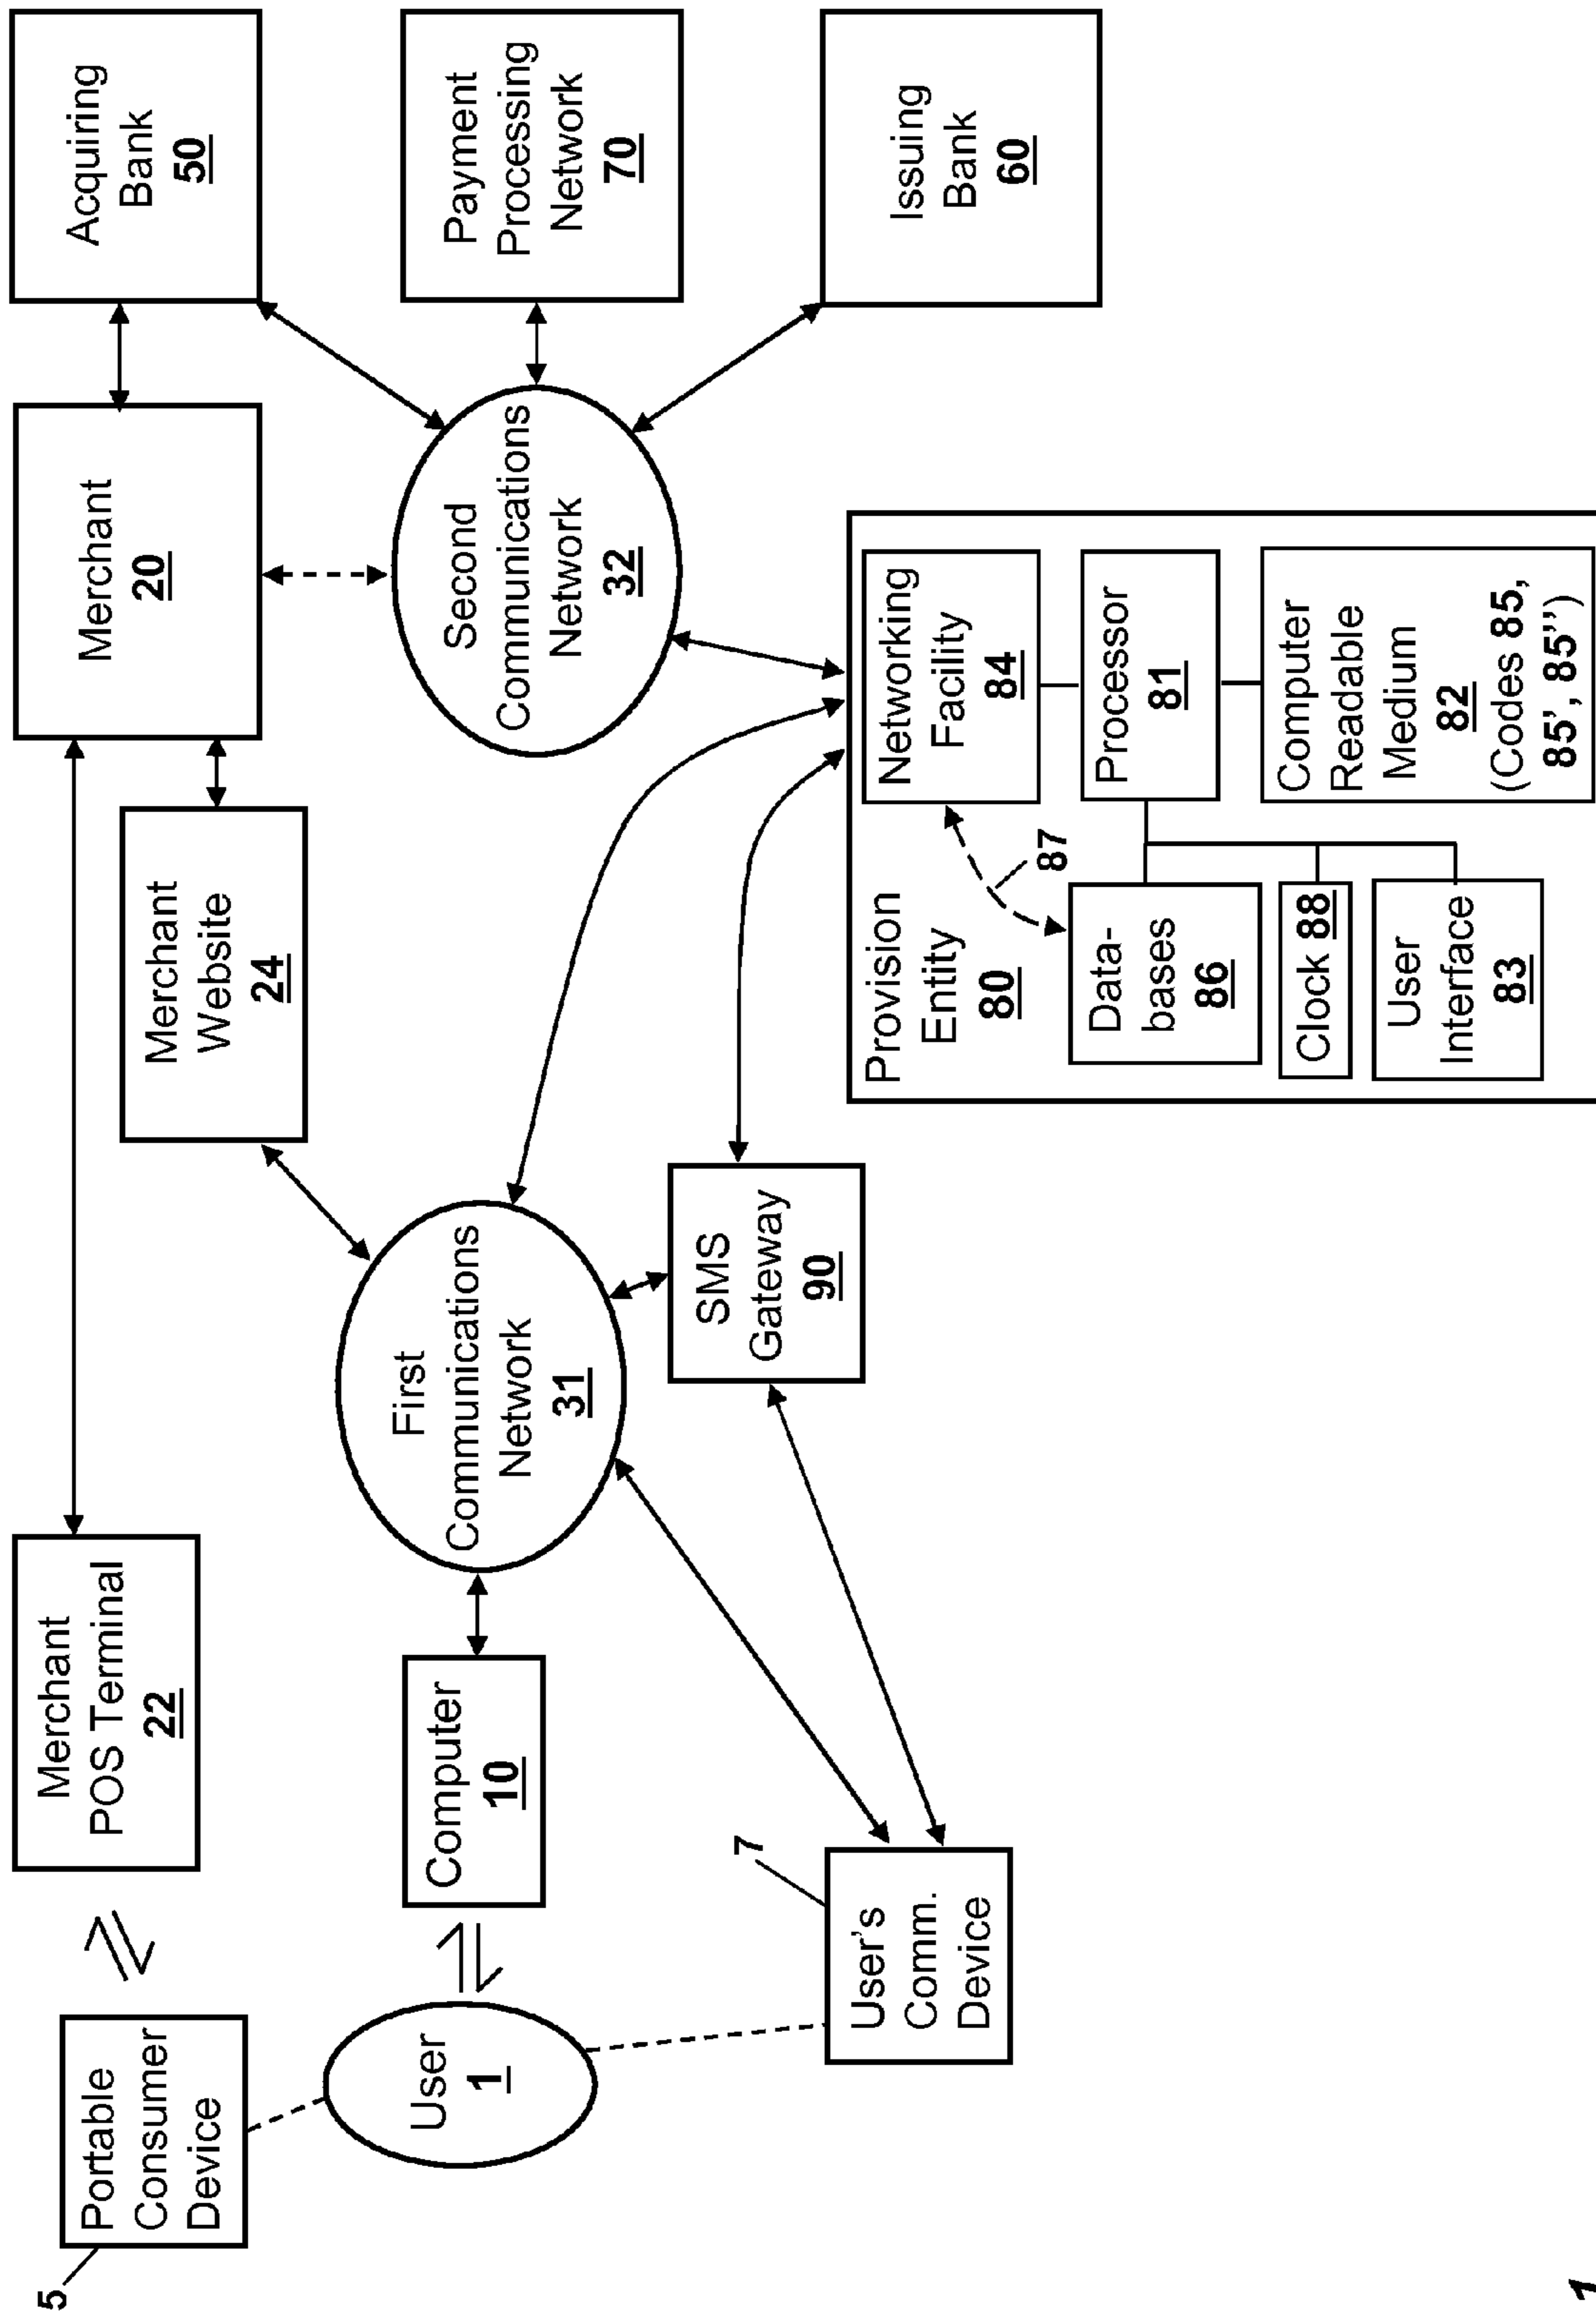 5
Portable
Consumer
Device
Merchant
POS Terminal
22
Merchant
20
Acquiring
Bank
50
Merchant
Website
24
User
1
Computer
10
First
Communications
Network
31
Second
Communications
Network
32
Payment
Processing
Network
70
7
User's
Comm.
Device
SMS
Gateway
90
Issuing
Bank
60
Provision
Entity
80
Networking
Facility
84
87
Data-
bases
86
Processor
81
Clock 88
User
Interface
83
Computer
Readable
Medium
82
(Codes 85,
85', 85'')
1